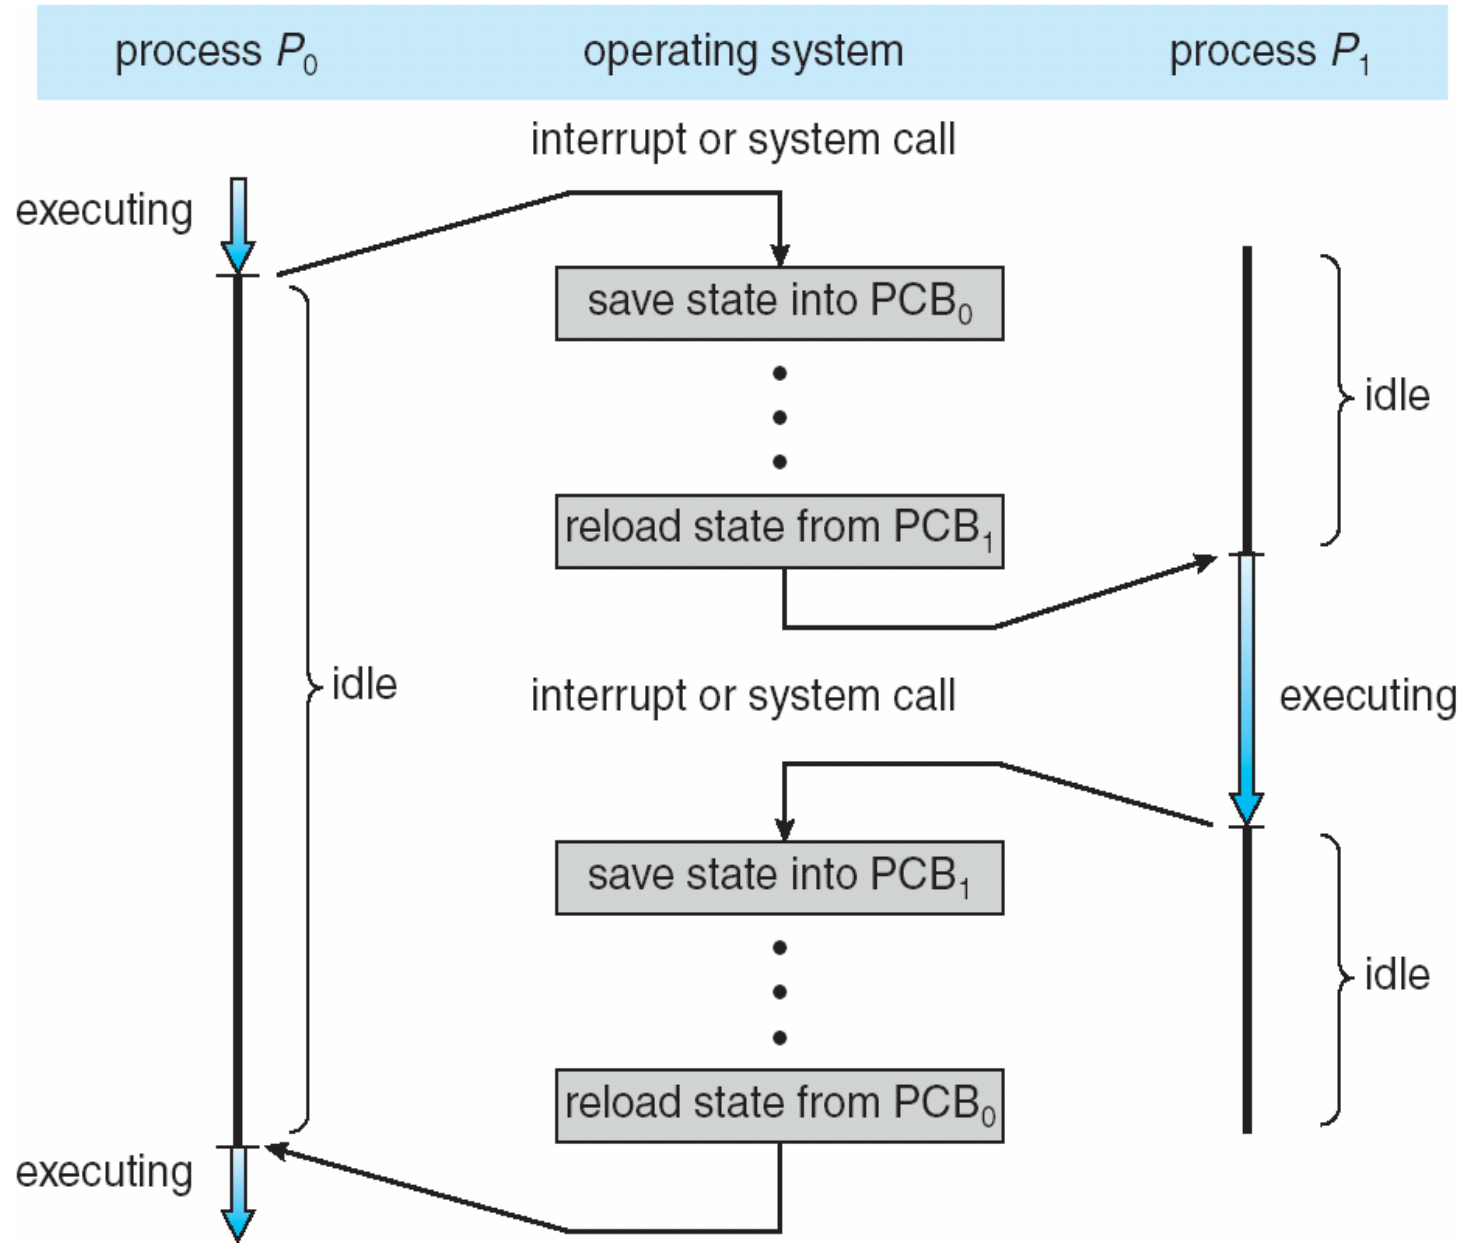 process P₀ operating system process P₁
interrupt or system call
executing
save state into PCB₀
idle
reload state from PCB₁
idle
interrupt or system call
executing
save state into PCB₁
idle
reload state from PCB₀
executing